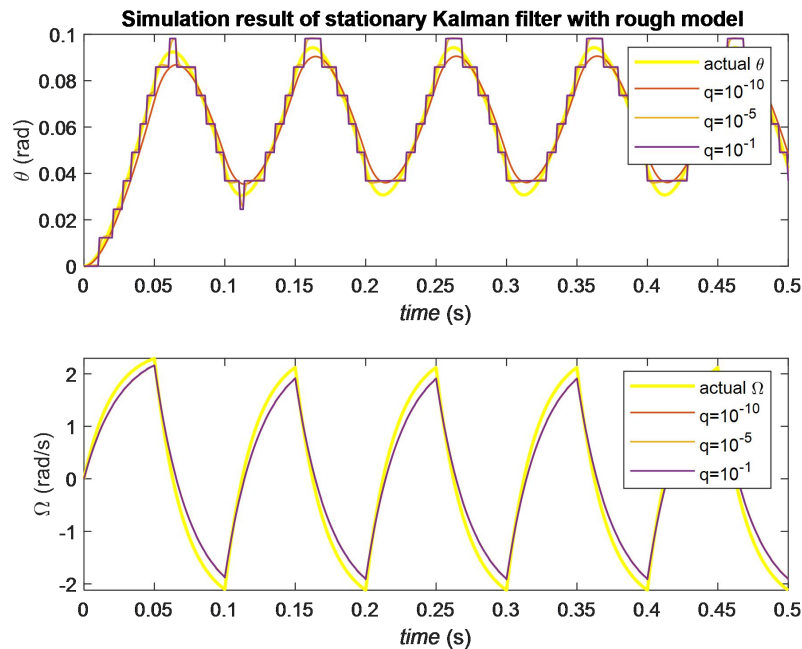 Simulation result of stationary Kalman filter with rough model
0.1
0.08
0.06
0.04
0.02
0
θ (rad)
actual θ
q=10⁻¹⁰
q=10⁻⁵
q=10⁻¹
0 0.05 0.1 0.15 0.2 0.25 0.3 0.35 0.4 0.45 0.5
time (s)
2
1
0
-1
-2
Ω (rad/s)
actual Ω
q=10⁻¹⁰
q=10⁻⁵
q=10⁻¹
0 0.05 0.1 0.15 0.2 0.25 0.3 0.35 0.4 0.45 0.5
time (s)